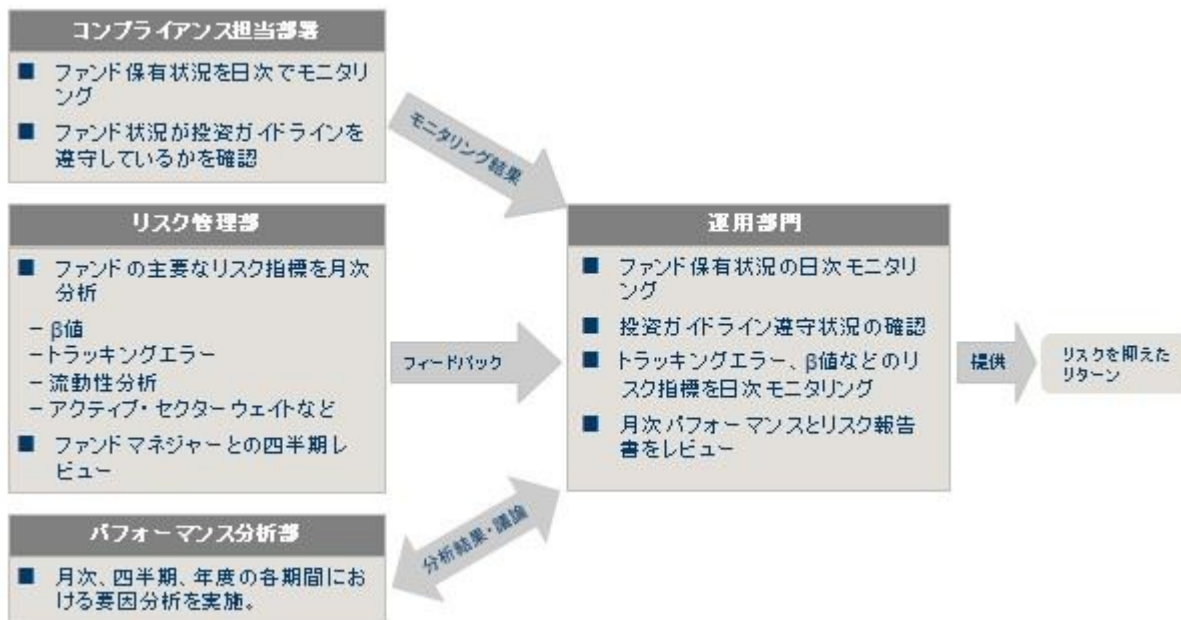 コンプライアンス担当部署
■ ファンド保有状況を日次でモニタリ
ング
■ ファンド状況が投資ガイドラインを
遵守しているかを確認
モニタリング結果
リスク管理部
■ ファンドの主要なリスク指標を月次
分析
－β値
－トラッキングエラー
－流動性分析
－アクティブ・セクターウェイトなど
■ ファンドマネジャーとの四半期レ
ビュー
フィードバック
パフォーマンス分析部
■ 月次、四半期、年度の各期間にお
ける要因分析を実施。
分析結果・議論
運用部門
■ ファンド保有状況の日次モニタリ
ング
■ 投資ガイドライン遵守状況の確認
■ トラッキングエラー、β値などのリ
スク指標を日次モニタリング
■ 月次パフォーマンスとリスク報告
書をレビュー
提供
リスクを抑えた
リターン